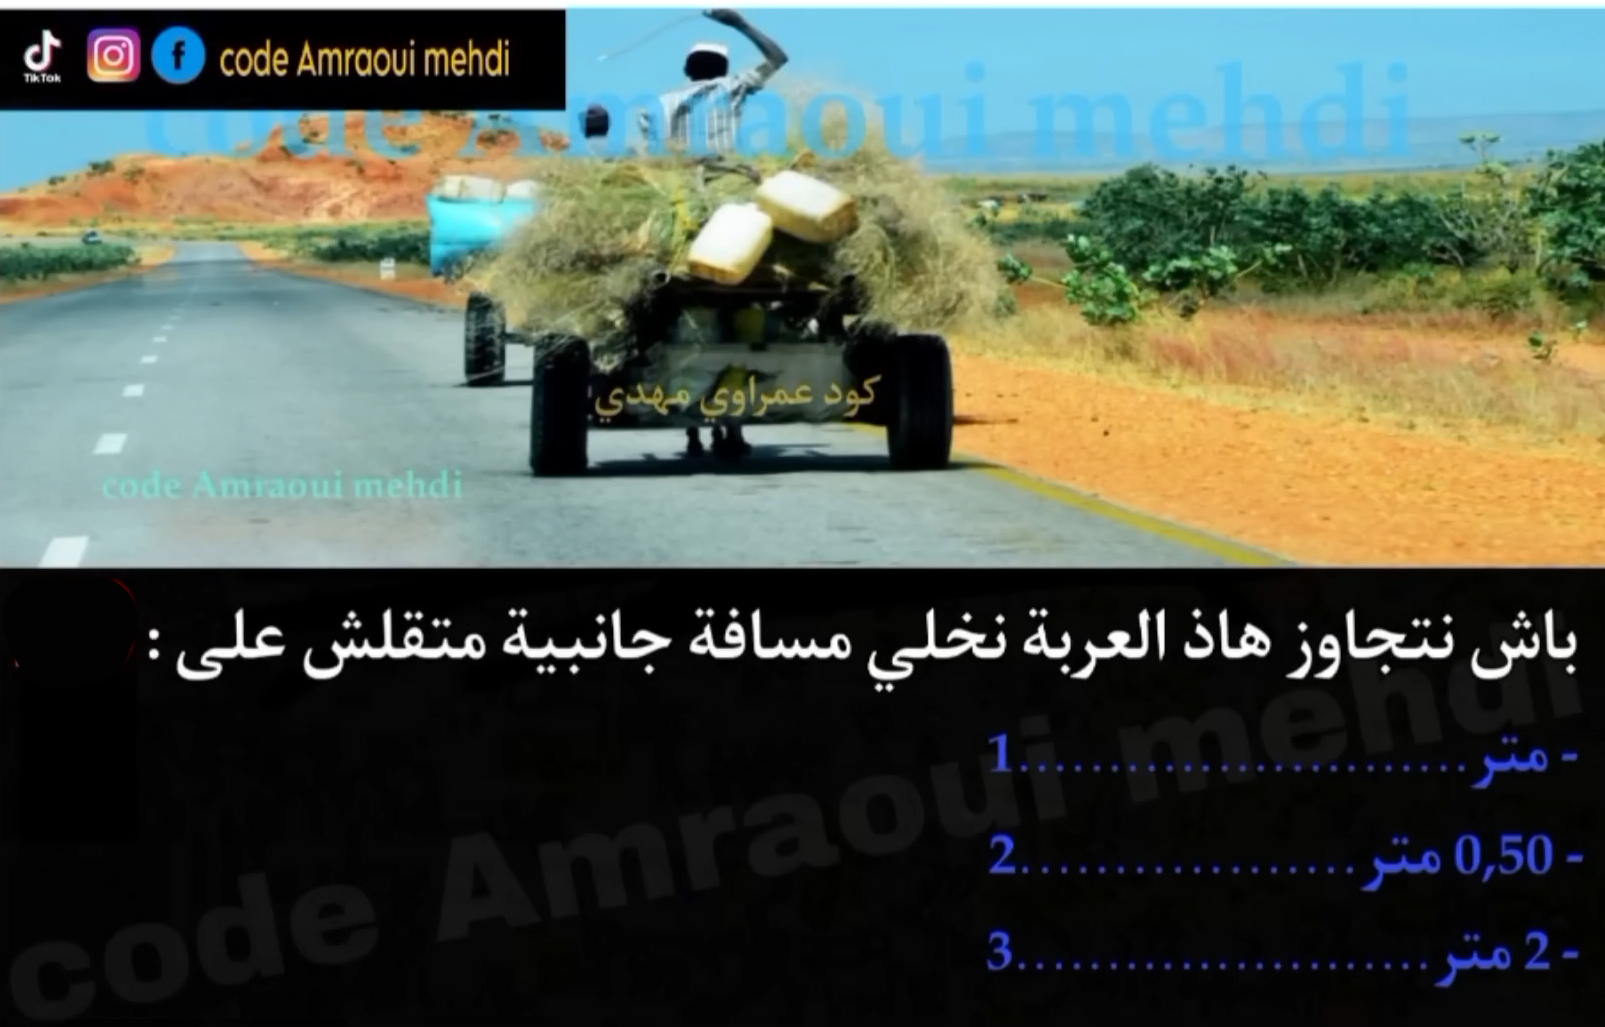 TikTok
code Amraoui mehdi
code Amraoui mehdi
كود عمراوي مهدي
code Amraoui mehdi
باش نتجاوز هاذ العربة نخلي مسافة جانبية متقلش على :
- متر.........................1
- 0,50 متر..................2
- 2 متر.......................3
code Amraoui mehdi